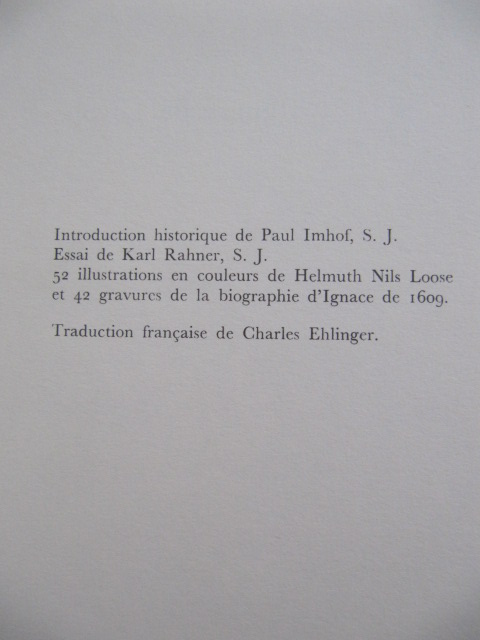 Introduction historique de Paul Imhof, S. J.
Essai de Karl Rahner, S. J.
52 illustrations en couleurs de Helmuth Nils Loose
et 42 gravures de la biographie d'Ignace de 1609.
Traduction française de Charles Ehlinger.